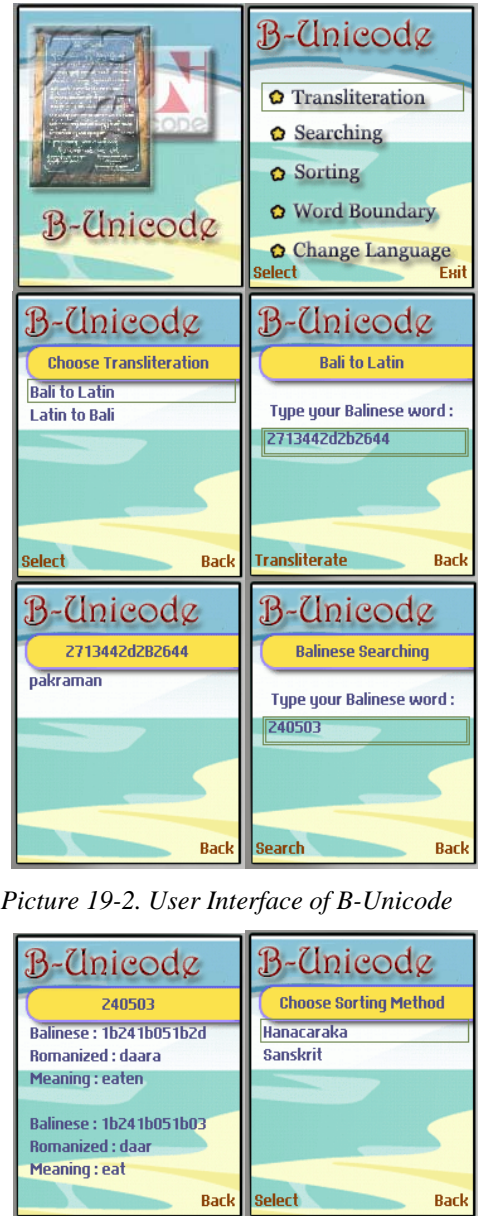 B-Unicode
B-Unicode
Transliteration
Searching
Sorting
Word Boundary
Change Language
Select Exit
B-Unicode
Choose Transliteration
Bali to Latin
Latin to Bali
Select Back
B-Unicode
Bali to Latin
Type your Balinese word :
2713442d2b2644
Transliterate Back
B-Unicode
2713442d2B2644
pakraman
Back
B-Unicode
Balinese Searching
Type your Balinese word :
240503
Search Back
Picture 19-2. User Interface of B-Unicode
B-Unicode
240503
Balinese : 1b241b051b2d
Romanized : daara
Meaning : eaten
Balinese : 1b241b051b03
Romanized : daar
Meaning : eat
Back
B-Unicode
Choose Sorting Method
Hanacaraka
Sanskrit
Select Back